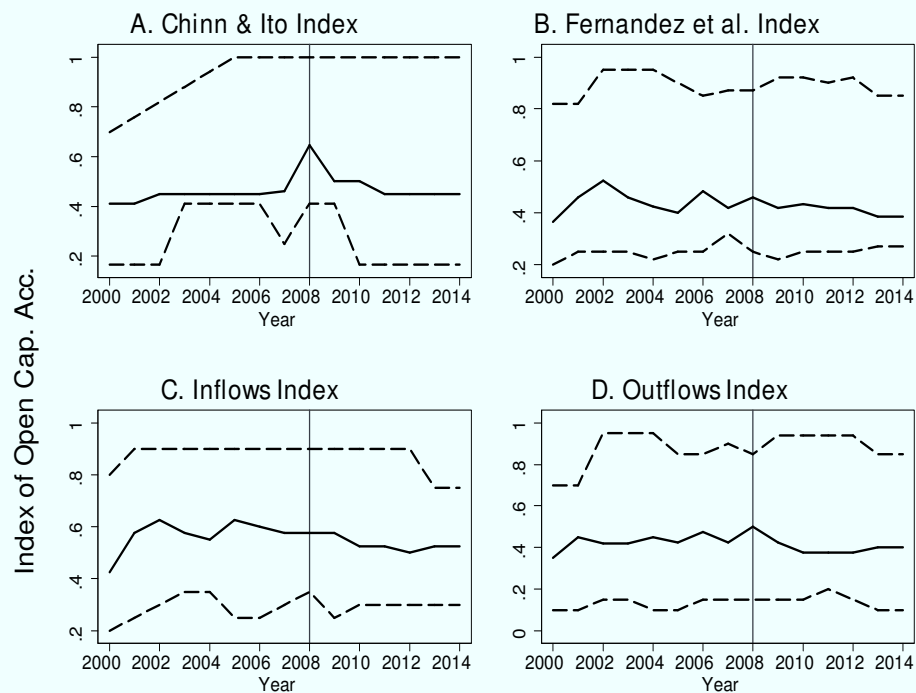 A. Chinn & Ito Index
1
.8
.6
.4
.2
2000 2002 2004 2006 2008 2010 2012 2014
Year
B. Fernandez et al. Index
1
.8
.6
.4
.2
2000 2002 2004 2006 2008 2010 2012 2014
Year
Index of Open Cap. Acc.
C. Inflows Index
1
.8
.6
.4
.2
2000 2002 2004 2006 2008 2010 2012 2014
Year
D. Outflows Index
1
.8
.6
.4
.2
0
2000 2002 2004 2006 2008 2010 2012 2014
Year